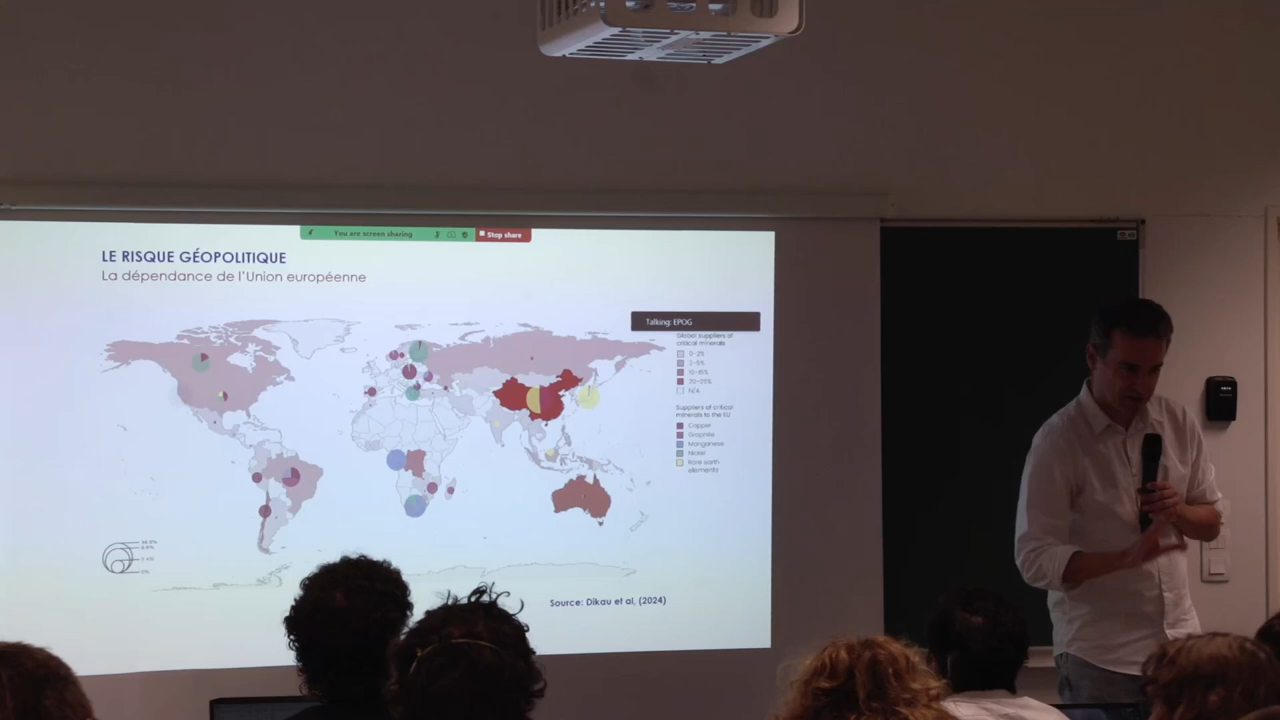 You are screen sharing
Stop share
LE RISQUE GÉOPOLITIQUE
La dépendance de l'Union européenne
Talking: EPOG
Global suppliers of
critical minerals
0-2%
2-5%
10-15%
20-25%
N/A
Suppliers of critical
minerals to the EU
Copper
Graphite
Manganese
Nickel
Rare earth
elements
0%
Source: Dikau et al, (2024)